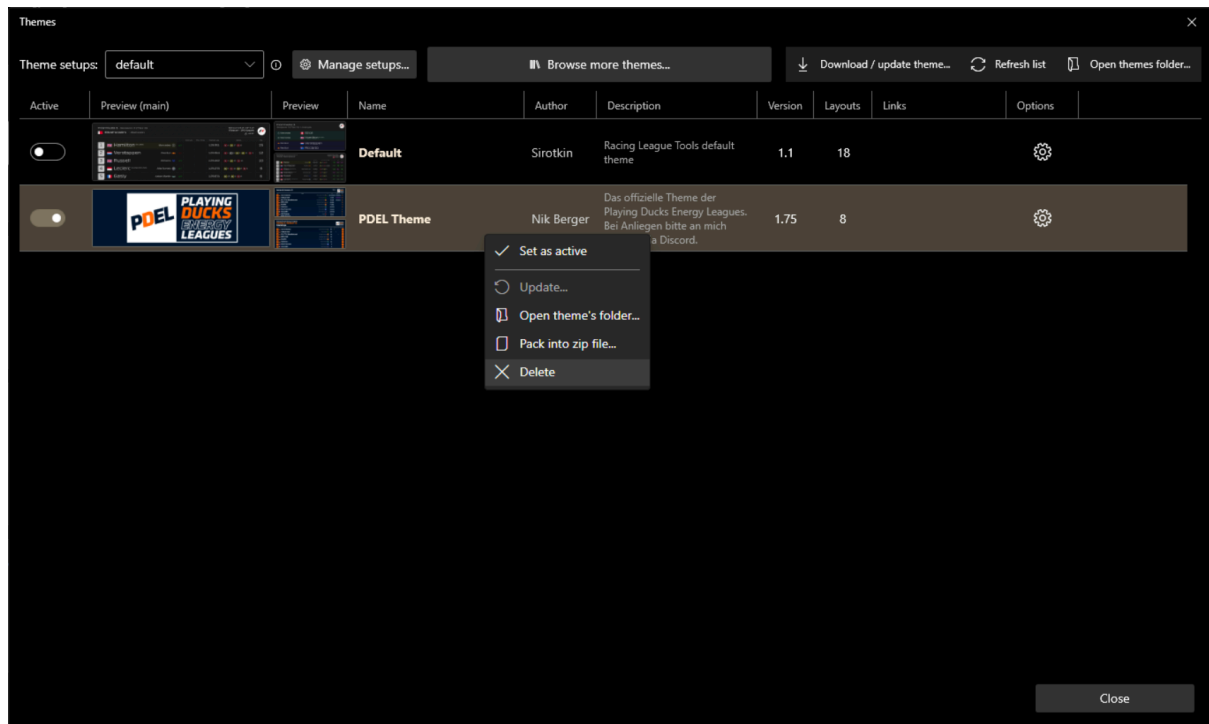 Themes
Theme setups: default Manage setups... Browse more themes... Download / update theme... Refresh list Open themes folder...
Active Preview (main) Preview Name Author Description Version Layouts Links Options
Default Sirotkin Racing League Tools default 1.1 18
theme
PDEL PLAYING
DUCKS
ENERGY
LEAGUES
PDEL Theme Nik Berger Das offizielle Theme der 1.75 8
Playing Ducks Energy Leagues.
Bei Anliegen bitte an mich
a Discord.
Set as active
Update...
Open theme's folder...
Pack into zip file...
Delete
Close